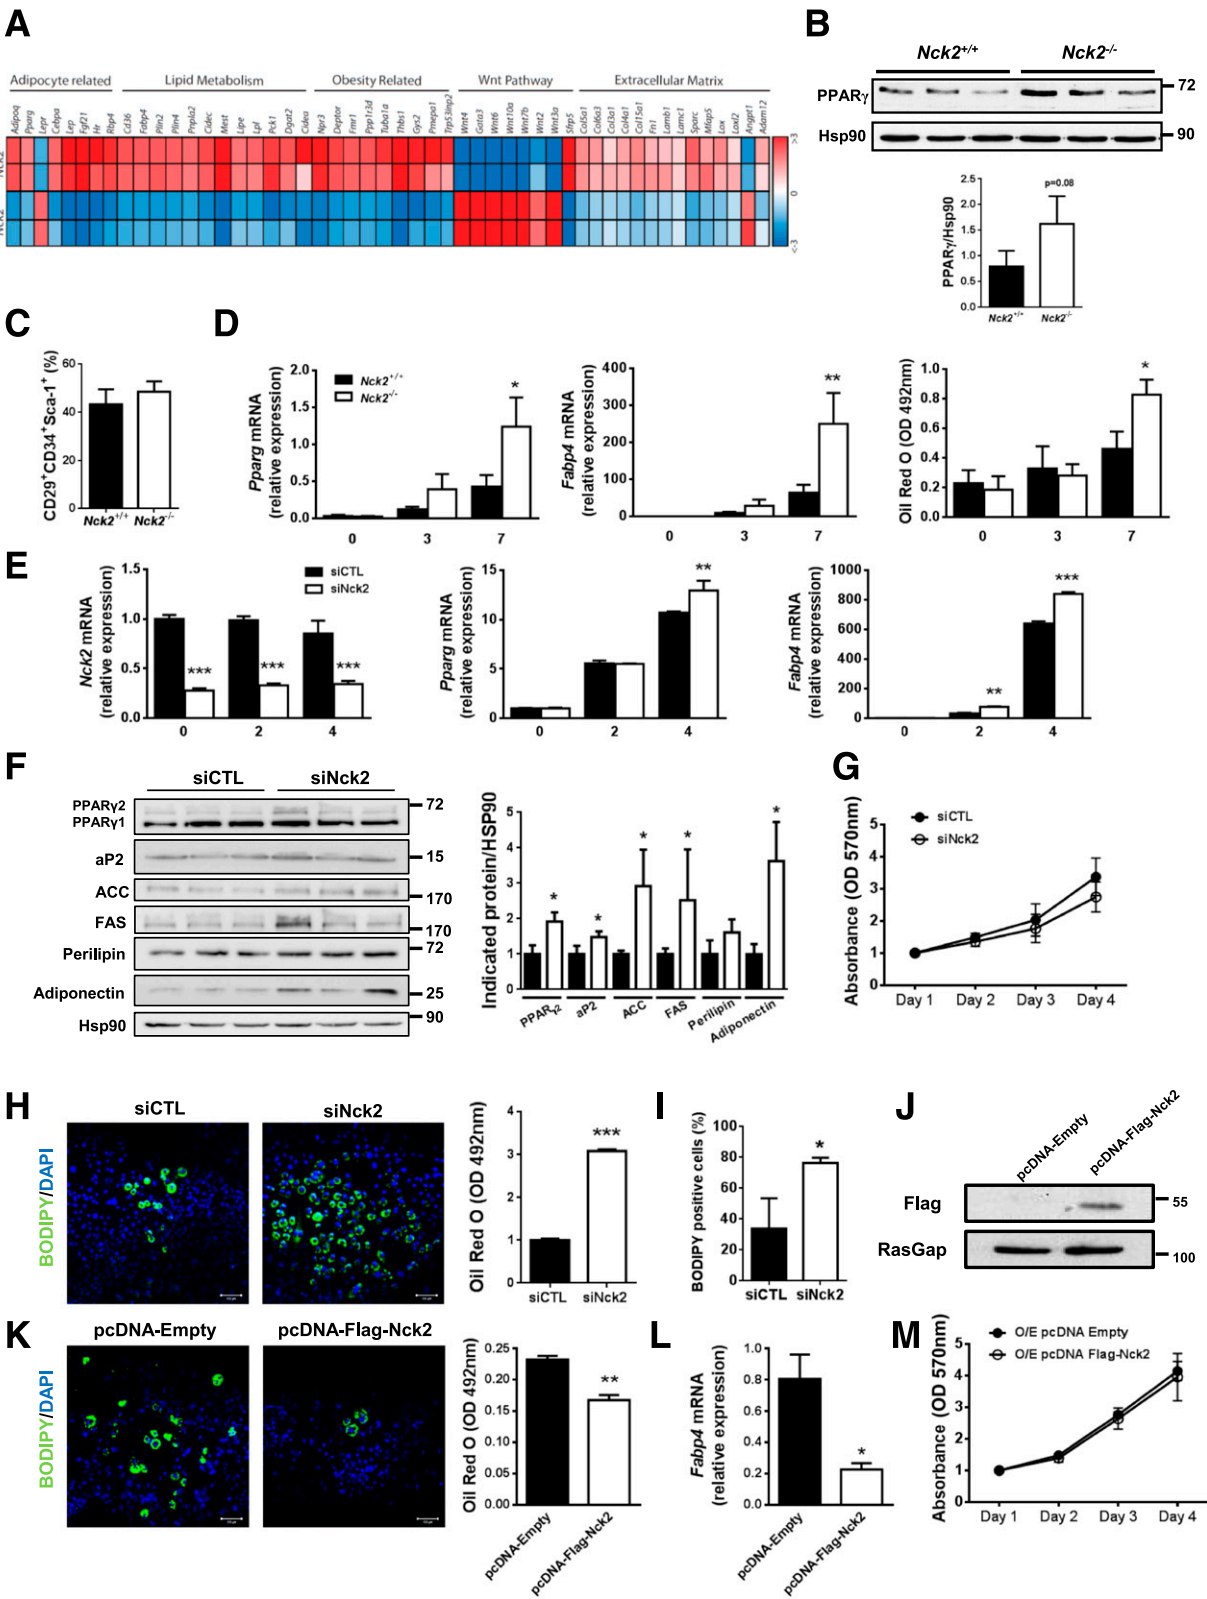 A
Adipocyte related
Lipid Metabolism
Obesity Related
Wnt Pathway
Extracellular Matrix
Adipoq
Pparg
Lepr
Cebpa
Lep
Fgf21
Hr
Rbp4
Cd36
Fabp4
Plin2
Plin4
Pnpla2
Cidec
Mest
Lipe
Lpl
Pck1
Dgat2
Cidea
Npr3
Deptor
Fmr1
Ppp1r3d
Tuba1a
Thbs1
Gys2
Pmepa1
Trp53inp2
Wnt4
Gata3
Wnt6
Wnt10a
Wnt7b
Wnt2
Wnt3a
Sfrp5
Col5a1
Col6a3
Col3a1
Col4a1
Col15a1
Fn1
Lamb1
Lamc1
Sparc
Mfap5
Lox
Loxl2
Angpt1
Adam12
Nck2
Nck2
>3
0
<-3
B
Nck2+/+
Nck2-/-
PPARγ
72
Hsp90
90
PPARγ/Hsp90
2.5
2.0
1.5
1.0
0.5
0.0
p=0.08
Nck2+/+
Nck2-/-
C
CD29+CD34+Sca-1+ (%)
60
40
20
0
Nck2+/+
Nck2-/-
D
Pparg mRNA
(relative expression)
2.0
1.5
1.0
0.5
0.0
Nck2+/+
Nck2-/-
*
0 3 7
Fabp4 mRNA
(relative expression)
400
300
200
100
0
**
0 3 7
Oil Red O (OD 492nm)
1.0
0.8
0.6
0.4
0.2
0.0
*
0 3 7
E
Nck2 mRNA
(relative expression)
1.5
1.0
0.5
0.0
siCTL
siNck2
*** *** ***
0 2 4
Pparg mRNA
(relative expression)
15
10
5
0
**
0 2 4
Fabp4 mRNA
(relative expression)
1000
800
600
400
200
0
**
***
0 2 4
F
siCTL
siNck2
PPARγ2
PPARγ1
72
aP2
15
ACC
170
FAS
170
Perilipin
72
Adiponectin
25
Hsp90
90
Indicated protein/HSP90
5
4
3
2
1
0
* * * * *
PPARγ2
aP2
ACC
FAS
Perilipin
Adiponectin
G
Absorbance (OD 570nm)
5
4
3
2
1
0
siCTL
siNck2
Day 1 Day 2 Day 3 Day 4
H
siCTL
siNck2
BODIPY/DAPI
Oil Red O (OD 492nm)
4
3
2
1
0
***
siCTL siNck2
I
BODIPY positive cells (%)
100
80
60
40
20
0
*
siCTL siNck2
J
pcDNA-Empty
pcDNA-Flag-Nck2
Flag
55
RasGap
100
K
pcDNA-Empty
pcDNA-Flag-Nck2
BODIPY/DAPI
Oil Red O (OD 492nm)
0.25
0.20
0.15
0.10
0.05
0.00
**
pcDNA-Empty
pcDNA-Flag-Nck2
L
Fabp4 mRNA
(relative expression)
1.0
0.8
0.6
0.4
0.2
0.0
*
pcDNA-Empty
pcDNA-Flag-Nck2
M
Absorbance (OD 570nm)
5
4
3
2
1
0
O/E pcDNA Empty
O/E pcDNA Flag-Nck2
Day 1 Day 2 Day 3 Day 4